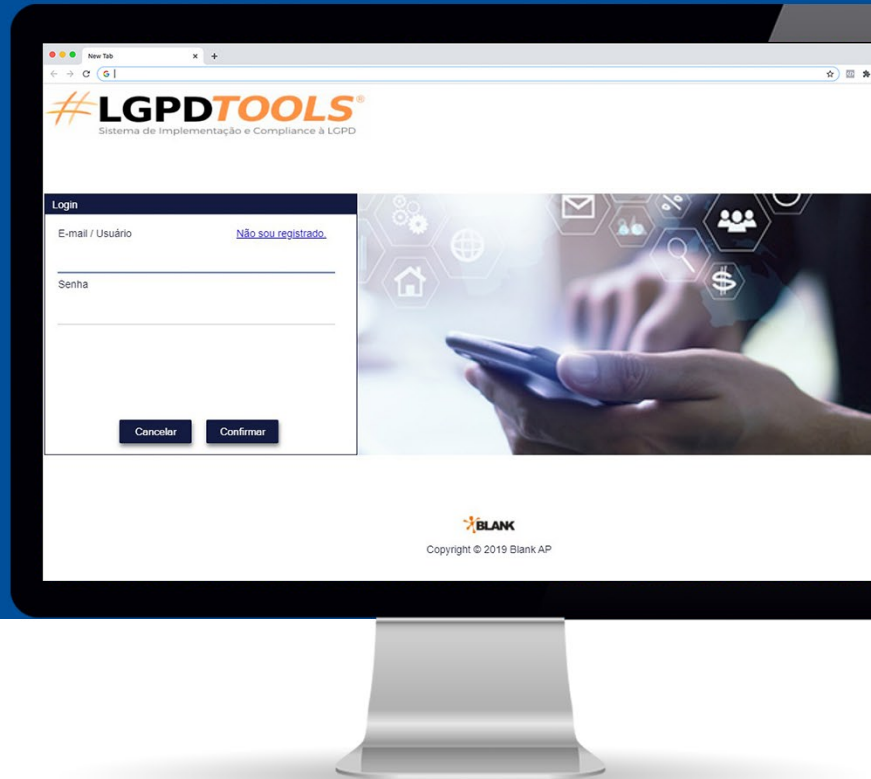 New Tab
#LGPDTOOLS®
Sistema de Implementação e Compliance à LGPD
Login
E-mail / Usuário
Não sou registrado.
Senha
Cancelar
Confirmar
BLANK
Copyright © 2019 Blank AP